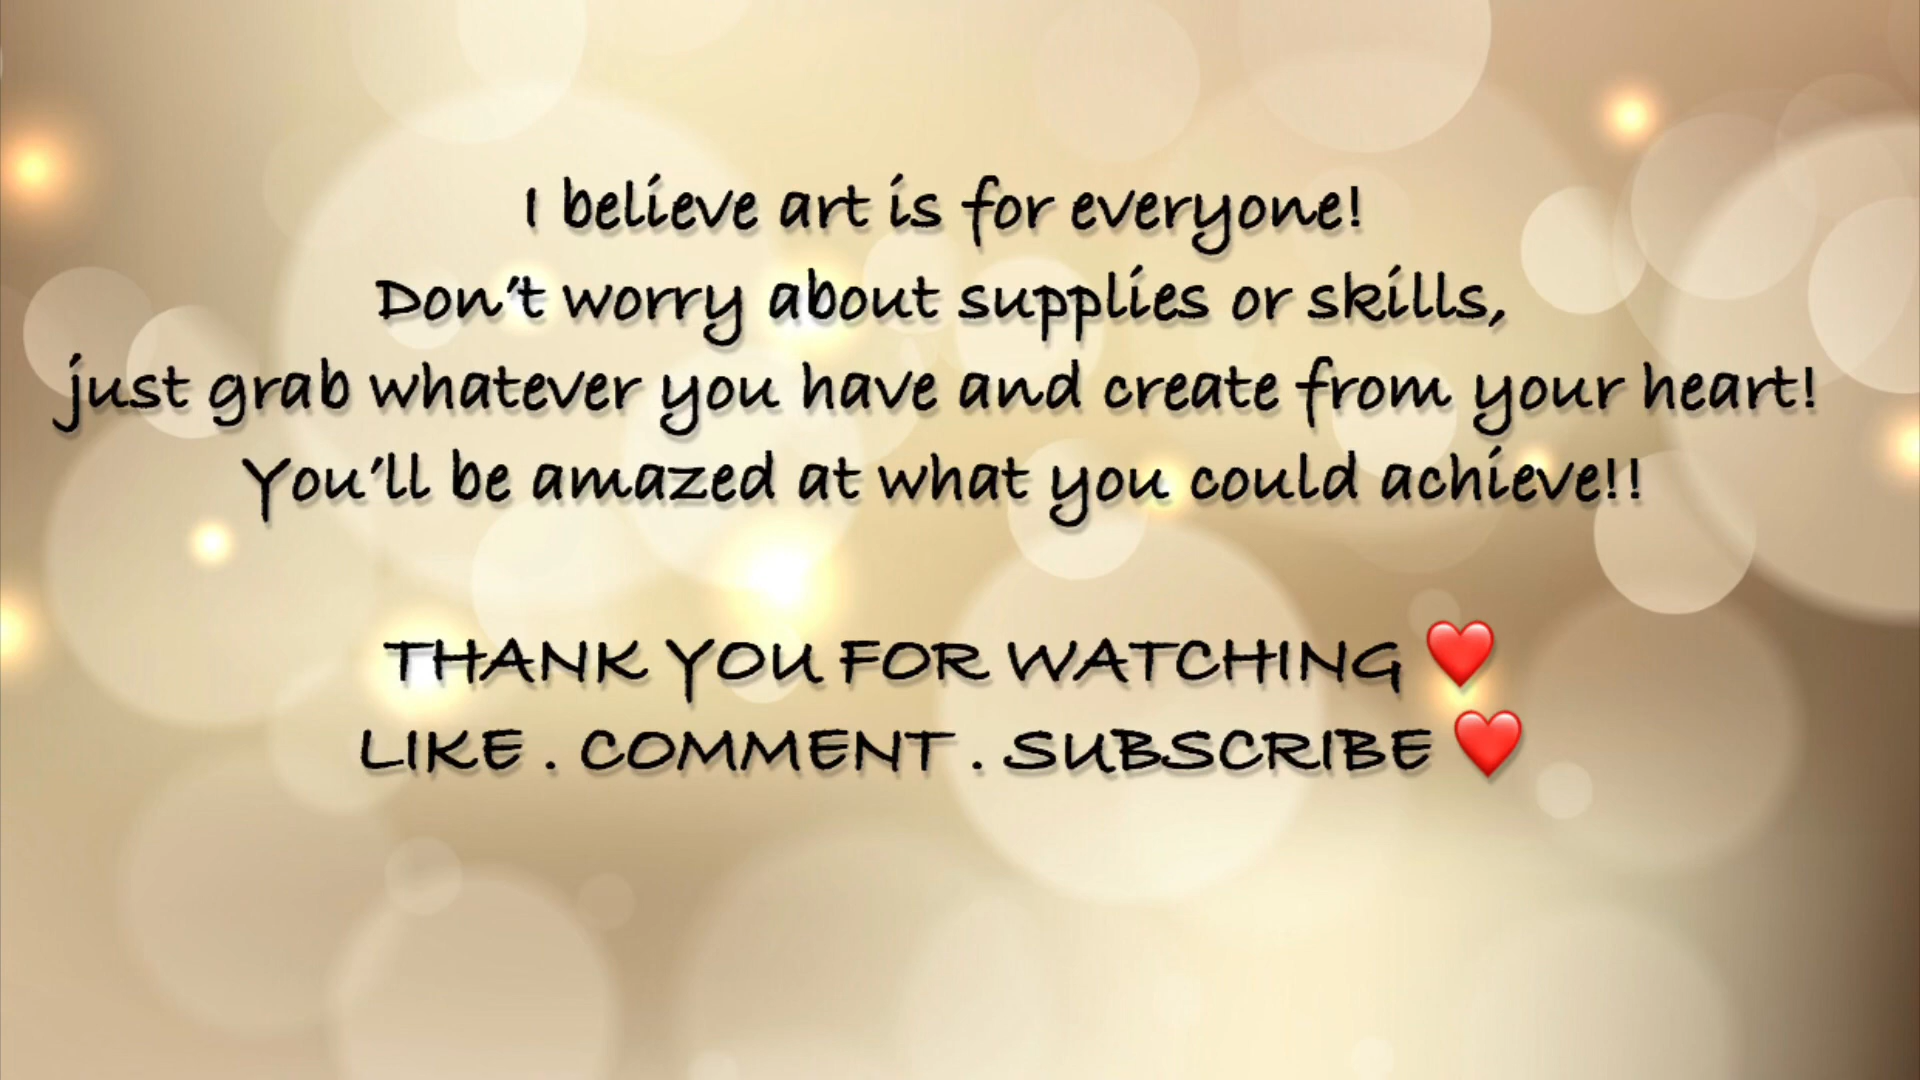 I believe art is for everyone!
Don't worry about supplies or skills,
just grab whatever you have and create from your heart!
You'll be amazed at what you could achieve!!
THANK YOU FOR WATCHING ❤️
LIKE . COMMENT . SUBSCRIBE ❤️